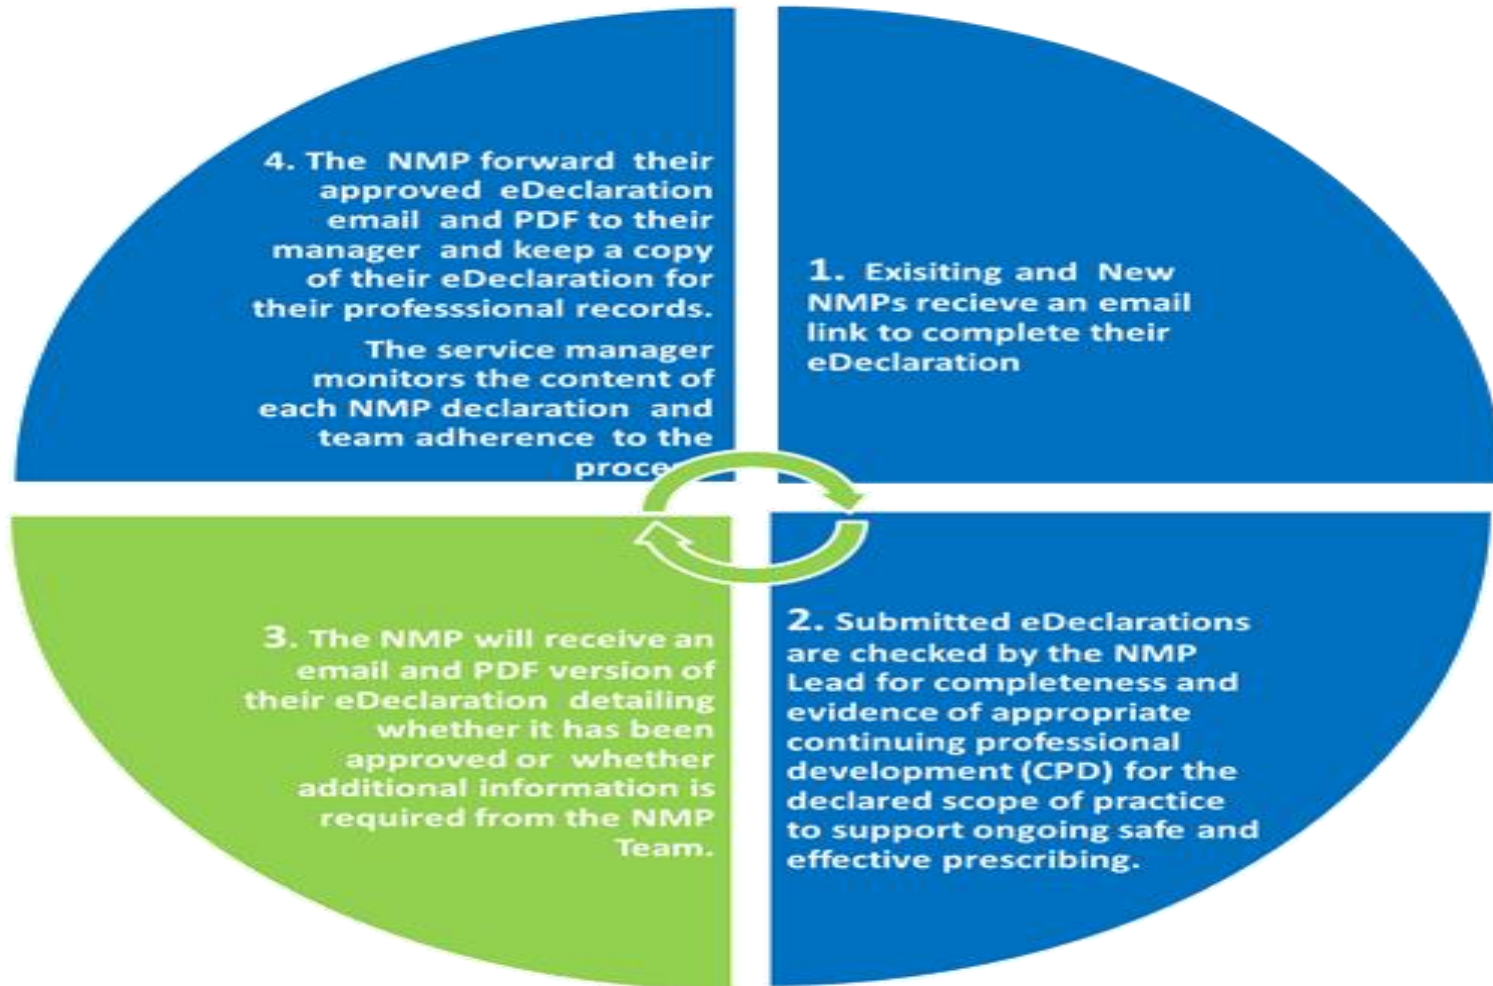 1. Exisiting and New
NMPs recieve an email
link to complete their
eDeclaration
2. Submitted eDeclarations
are checked by the NMP
Lead for completeness and
evidence of appropriate
continuing professional
development (CPD) for the
declared scope of practice
to support ongoing safe and
effective prescribing.
3. The NMP will receive an
email and PDF version of
their eDeclaration detailing
whether it has been
approved or whether
additional information is
required from the NMP
Team.
4. The NMP forward their
approved eDeclaration
email and PDF to their
manager and keep a copy
of their eDeclaration for
their professsional records.
The service manager
monitors the content of
each NMP declaration and
team adherence to the